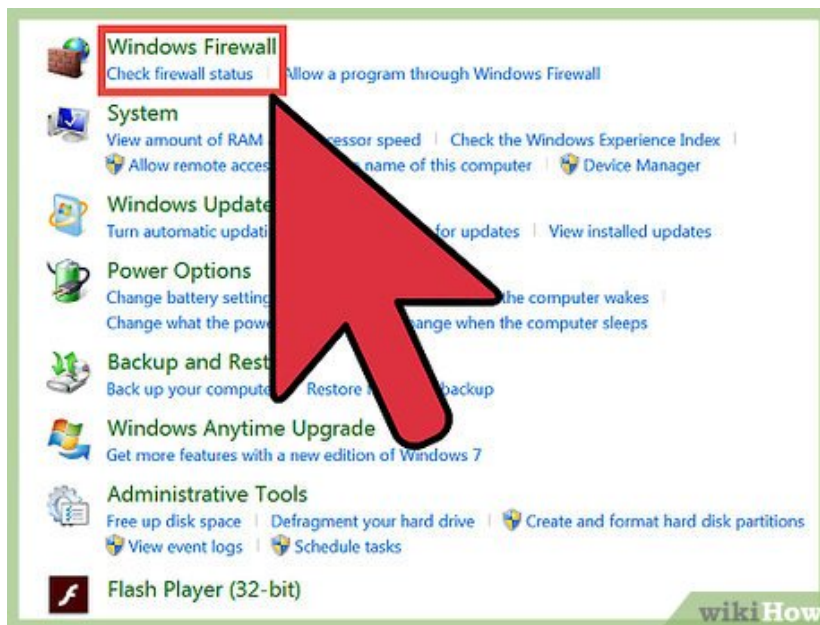 Windows Firewall
Check firewall status Allow a program through Windows Firewall
System
View amount of RAM cessor speed Check the Windows Experience Index
Allow remote acces name of this computer Device Manager
Windows Update
Turn automatic updati for updates View installed updates
Power Options
Change battery setting the computer wakes
Change what the pow ange when the computer sleeps
Backup and Rest
Back up your compute Restore backup
Windows Anytime Upgrade
Get more features with a new edition of Windows 7
Administrative Tools
Free up disk space Defragment your hard drive Create and format hard disk partitions
View event logs Schedule tasks
Flash Player (32-bit)
wikiHow